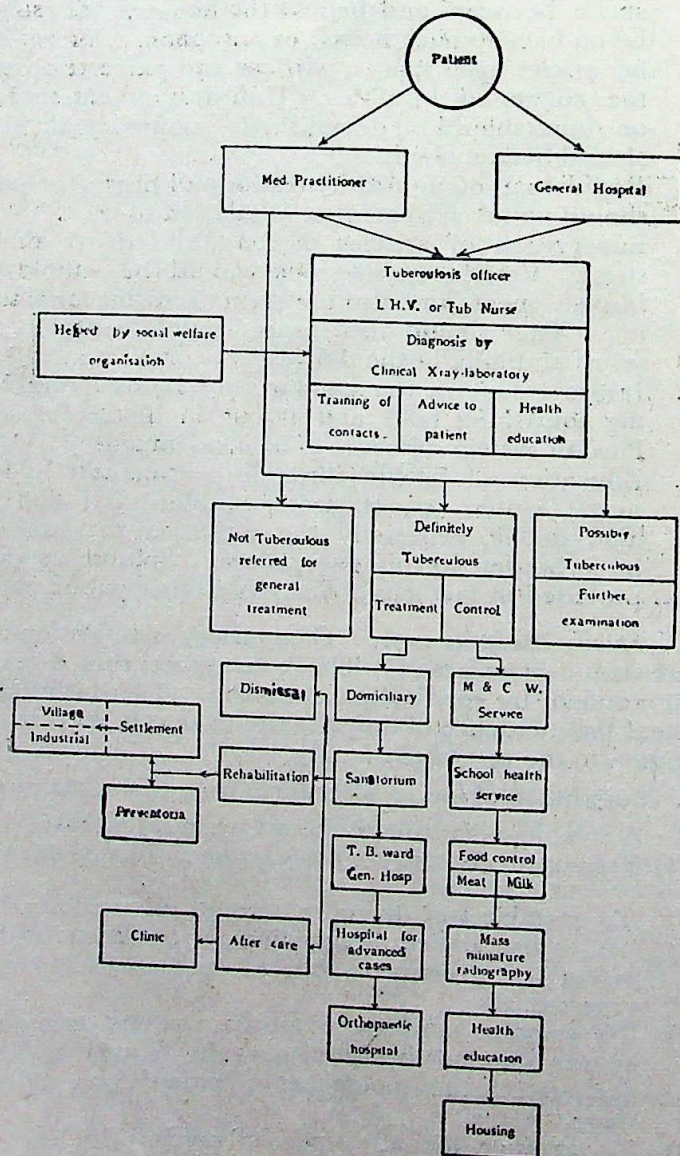 Patient
Med. Practitioner
General Hospital
Tuberoulosis officer
L H.V. or Tub Nurse
Helped by social welfare
organisation
Diagnosis by
Clinical Xray-laboratory
Training of
contacts.
Advice to
patient
Health
education
Not Tuberoulous
referred for
general
treatment
Definitely
Tuberculous
Treatment
Control
Possibly
Tuberculous
Further
examination
Dismissal
Domiciliary
M & C W.
Service
Village
Industrial
Settlement
Rehabilitation
Sanatorium
School health
service
Preventoria
T. B. ward
Gen. Hosp
Food control
Meat
Milk
Clinic
After care
Hospital for
advanced
cases
Mass
miniature
radiography
Orthopaedic
hospital
Health
education
Housing